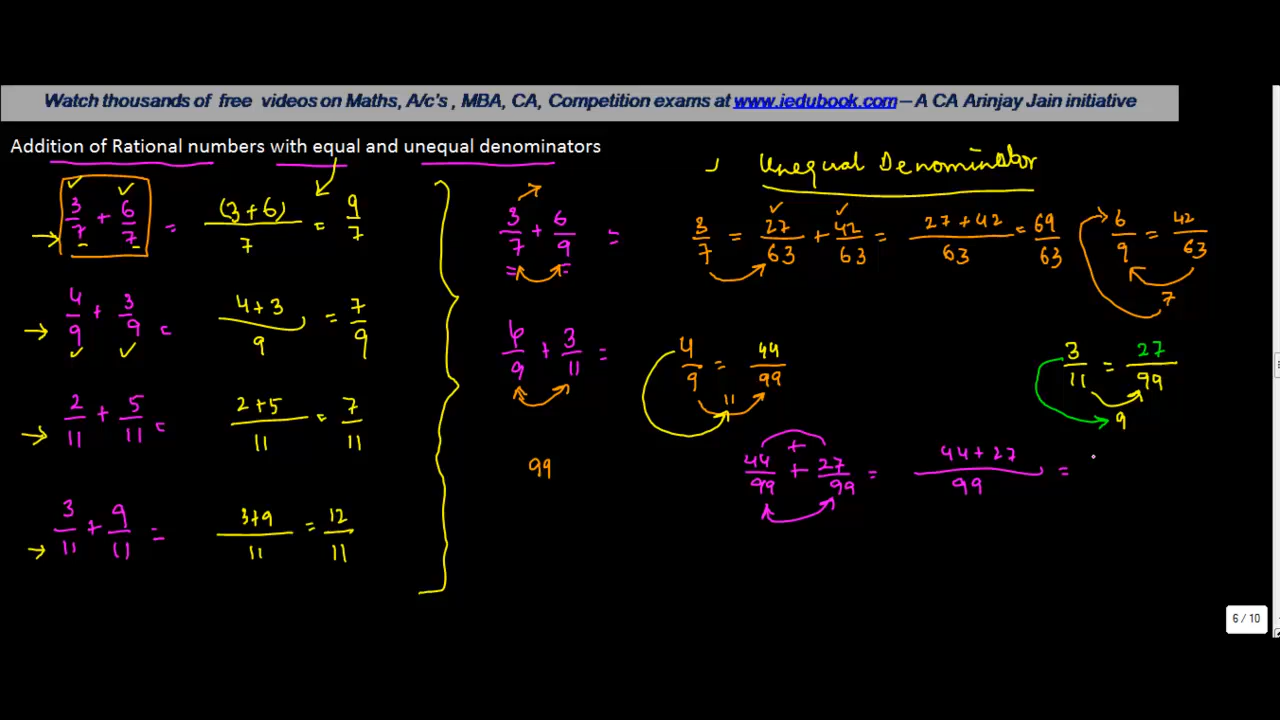 Watch thousands of free videos on Maths, A/c's , MBA, CA, Competition exams at www.iedubook.com – A CA Arinjay Jain initiative
Addition of Rational numbers with equal and unequal denominators
3/7 + 6/7 = (3+6)/7 = 9/7
4/9 + 3/9 = 4+3/9 = 7/9
2/11 + 5/11 = 2+5/11 = 7/11
3/11 + 9/11 = 3+9/11 = 12/11
Unequal Denominator
3/7 + 6/9 = 3/7 = 27/63 + 42/63 = 27+42/63 = 69/63
6/9 = 42/63
7
4/9 + 3/11 =
4/9 = 44/99
11
3/11 = 27/99
9
99
+
44/99 + 27/99 = 44+27/99 =
6 / 10